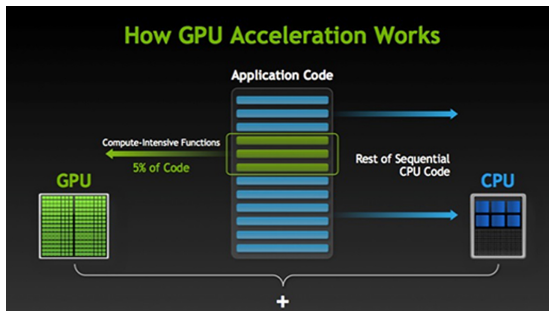 How GPU Acceleration Works
Application Code
Compute-Intensive Functions
5% of Code
Rest of Sequential
CPU Code
GPU
CPU
+